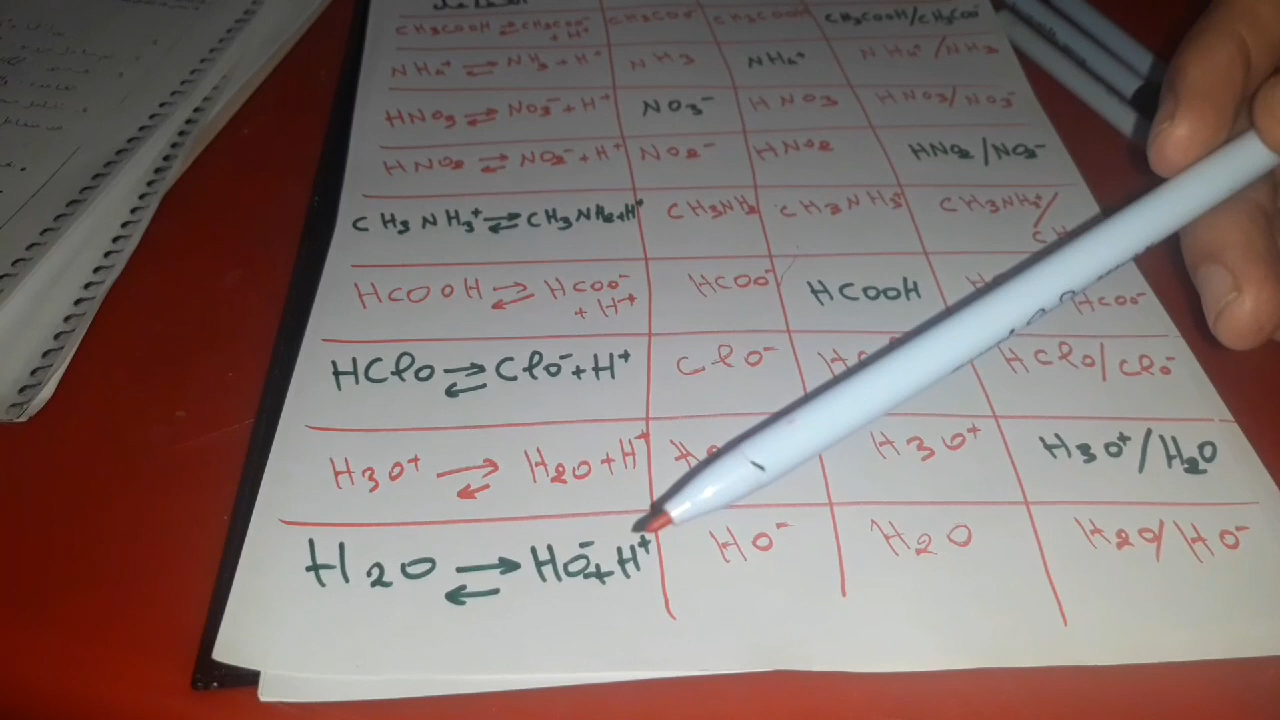 CH3COOH ⇌ CH3COO⁻ + H⁺ CH3COO⁻ CH3COOH CH3COOH/CH3COO⁻
NH4⁺ ⇌ NH3 + H⁺ NH3 NH4⁺ NH4⁺/NH3
HNO3 ⇌ NO3⁻ + H⁺ NO3⁻ HNO3 HNO3/NO3⁻
HNO2 ⇌ NO2⁻ + H⁺ NO2⁻ HNO2 HNO2/NO2⁻
CH3NH3⁺ ⇌ CH3NH2 + H⁺ CH3NH2 CH3NH3⁺ CH3NH3⁺/
HCOOH ⇌ HCOO⁻ + H⁺ HCOO⁻ HCOOH HCOO⁻
HClO ⇌ ClO⁻ + H⁺ ClO⁻ HClO/ClO⁻
H3O⁺ ⇌ H2O + H⁺ H3O⁺ H3O⁺/H2O
H2O ⇌ HO⁻ + H⁺ HO⁻ H2O H2O/HO⁻